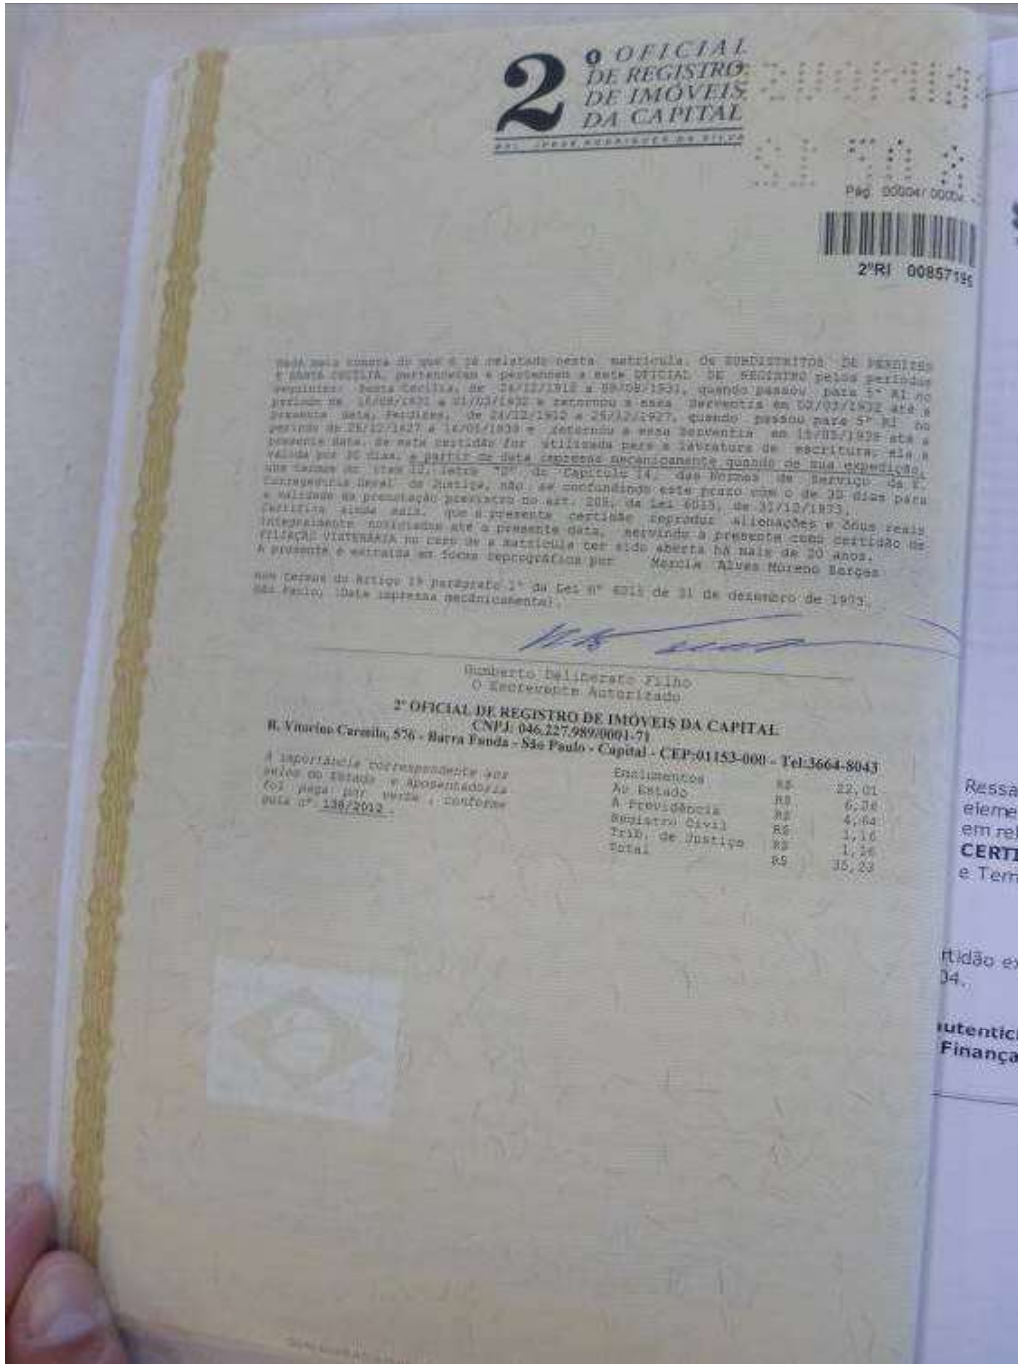 2º OFICIAL
DE REGISTRO
DE IMÓVEIS
DA CAPITAL
BEL. JORGE RODRIGUES DA SILVA
Pág. 00004/00004
2ºRI 00857195
Nada mais consta do que o já relatado nesta matrícula. Os SUBDISTRITOS DE PERDIZES
e SANTA CECÍLIA, pertenceram e pertencem a este OFICIAL DE REGISTRO pelos períodos
seguintes: Santa Cecília, de 24/12/1912 a 09/08/1931, quando passou para 5º RI no
período de 10/08/1931 a 01/03/1932 e retornou a essa Serventia em 02/03/1932 até a
presente data, Perdizes, de 24/12/1912 a 25/12/1927, quando passou para 5º RI no
período de 26/12/1927 a 14/05/1939 e retornou a essa Serventia em 15/05/1939 até a
presente data. Se esta certidão for utilizada para a lavratura de escritura, ela é
válida por 30 dias, a partir da data impressa mecanicamente quando de sua expedição,
nos termos do item 12, letra "D" do Capítulo 14, das Normas de Serviço da E.
Corregedoria Geral da Justiça, não se confundindo este prazo com o de 30 dias para
a validade da prenotação previstro no art. 205, da Lei 6015, de 31/12/1973.
Certifica ainda mais, que a presente certidão reproduz alienações e ônus reais
integralmente noticiados até a presente data, servindo a presente como certidão de
FILIAÇÃO VINTENÁRIA no caso de a matrícula ter sido aberta há mais de 20 anos.
A presente é extraída em forma reprográfica por Marcia Alves Moreno Borges
Nos termos do Artigo 19 parágrafo 1º da Lei nº 6015 de 31 de dezembro de 1973.
São Paulo, (Data impressa mecânicamente).
Humberto Deliberato Filho
O Escrevente Autorizado
2º OFICIAL DE REGISTRO DE IMÓVEIS DA CAPITAL
CNPJ: 046.227.989/0001-71
R. Vitorino Carmilo, 576 - Barra Funda - São Paulo - Capital - CEP:01153-000 - Tel:3664-8043
A importância correspondente aos
selos do Estado e Aposentadoria
foi paga por verba , conforme
guia nº. 138/2012 .
Emolumentos R$ 22,01
Ao Estado R$ 6,26
À Previdência R$ 4,64
Registro Civil R$ 1,16
Trib. de Justiça R$ 1,16
Total R$ 35,23
Ressa
eleme
em rel
CERTI
e Tem
rtidão ex
04.
autentic
Finança